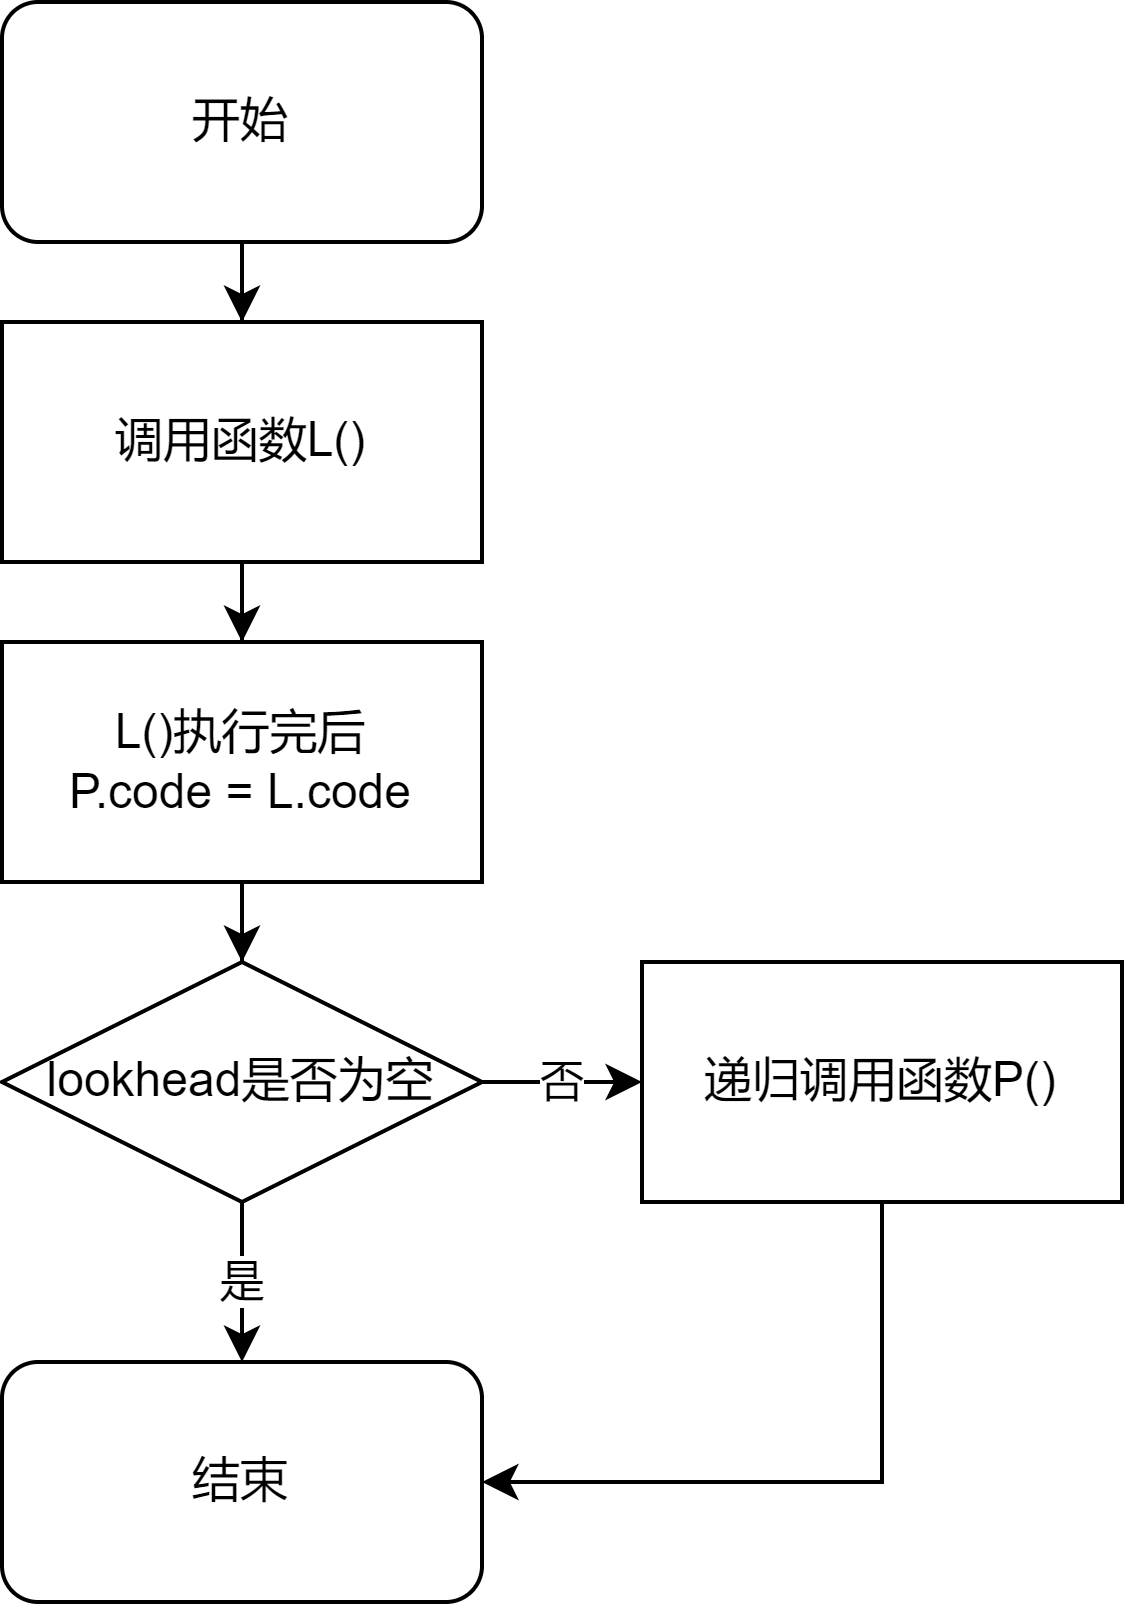 开始
调用函数L()
L()执行完后
P.code = L.code
lookhead是否为空
否
递归调用函数P()
是
结束